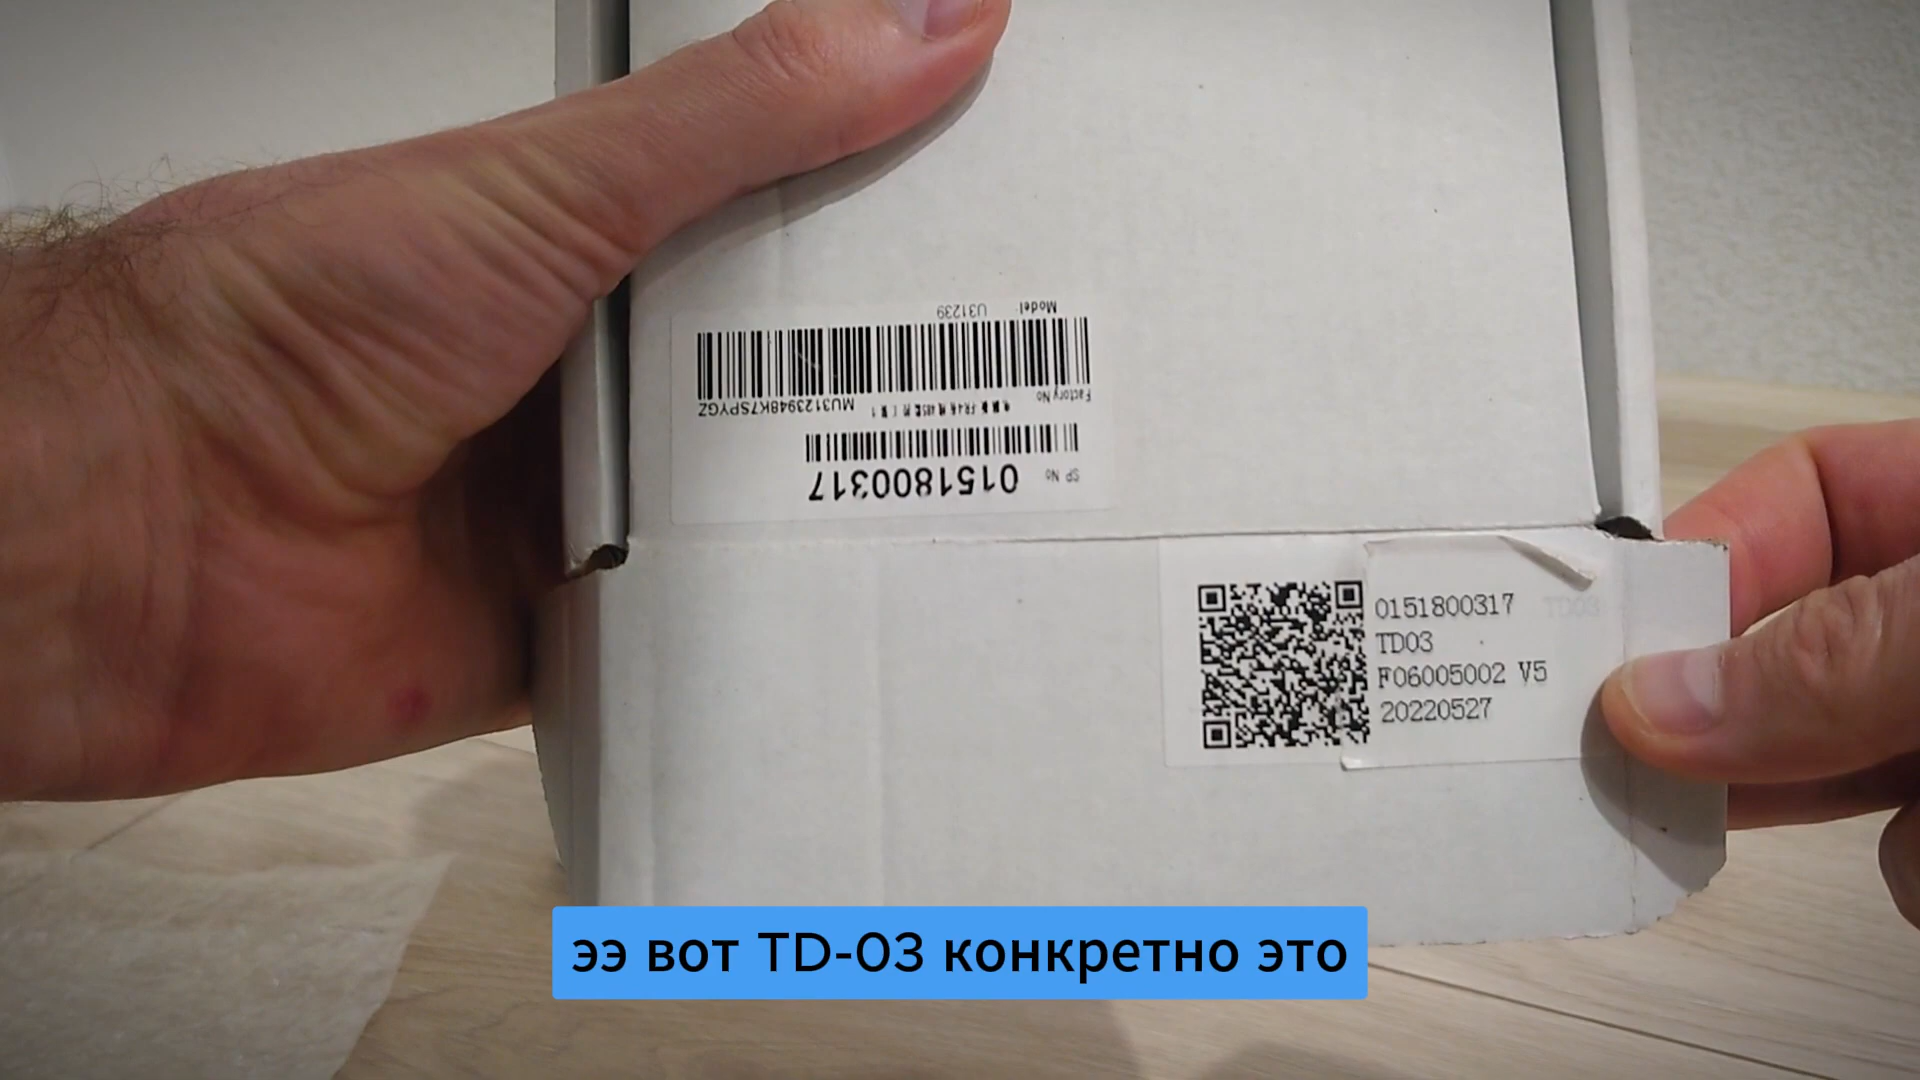 Model U31239
MU3123948K7SPYGZ
Factory No
SP No 0151800317
0151800317
TD03
TD03
F06005002 V5
20220527
ээ вот TD-03 конкретно это